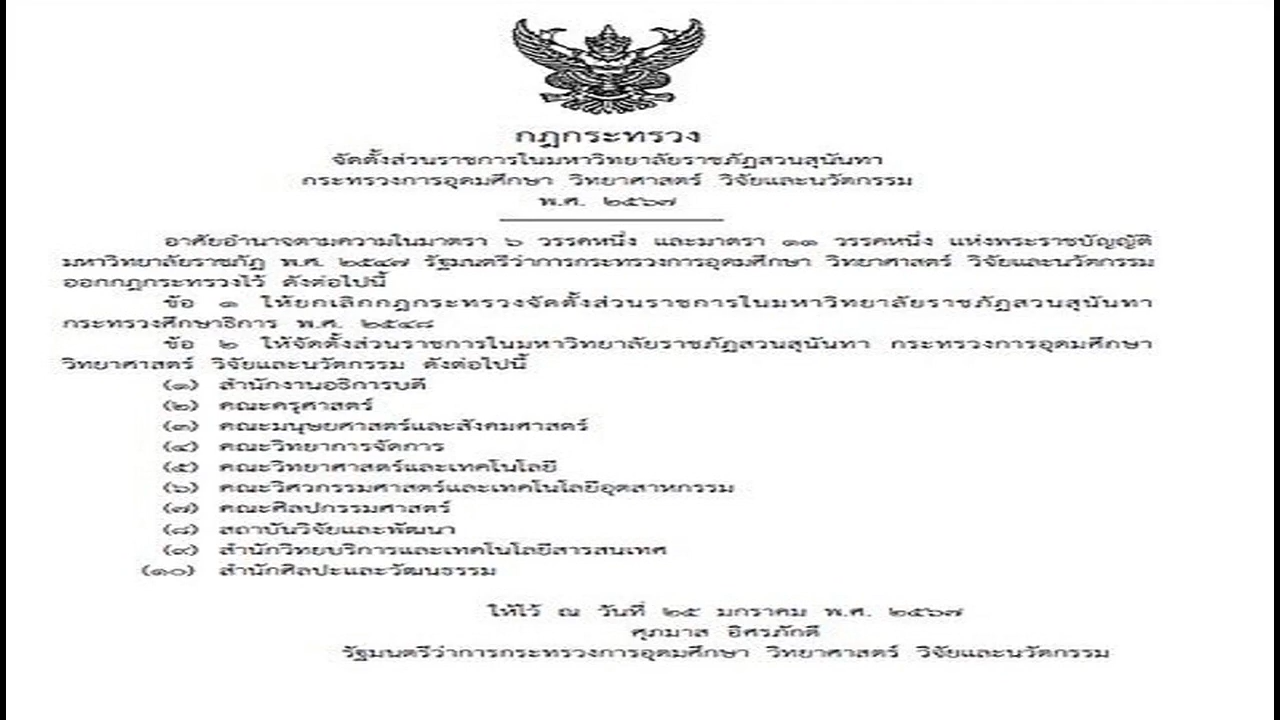 กฎกระทรวง
จัดตั้งส่วนราชการในมหาวิทยาลัยราชภัฏสวนสุนันทา
กระทรวงการอุดมศึกษา วิทยาศาสตร์ วิจัยและนวัตกรรม
พ.ศ. ๒๕๖๗
อาศัยอำนาจตามความในมาตรา ๖ วรรคหนึ่ง และมาตรา ๑๑ วรรคหนึ่ง แห่งพระราชบัญญัติ
มหาวิทยาลัยราชภัฏ พ.ศ. ๒๕๔๗ รัฐมนตรีว่าการกระทรวงการอุดมศึกษา วิทยาศาสตร์ วิจัยและนวัตกรรม
ออกกฎกระทรวงไว้ ดังต่อไปนี้
ข้อ ๑ ให้ยกเลิกกฎกระทรวงจัดตั้งส่วนราชการในมหาวิทยาลัยราชภัฏสวนสุนันทา
กระทรวงศึกษาธิการ พ.ศ. ๒๕๔๘
ข้อ ๒ ให้จัดตั้งส่วนราชการในมหาวิทยาลัยราชภัฏสวนสุนันทา กระทรวงการอุดมศึกษา
วิทยาศาสตร์ วิจัยและนวัตกรรม ดังต่อไปนี้
(๑) สำนักงานอธิการบดี
(๒) คณะครุศาสตร์
(๓) คณะมนุษยศาสตร์และสังคมศาสตร์
(๔) คณะวิทยาการจัดการ
(๕) คณะวิทยาศาสตร์และเทคโนโลยี
(๖) คณะวิศวกรรมศาสตร์และเทคโนโลยีอุตสาหกรรม
(๗) คณะศิลปกรรมศาสตร์
(๘) สถาบันวิจัยและพัฒนา
(๙) สำนักวิทยบริการและเทคโนโลยีสารสนเทศ
(๑๐) สำนักศิลปะและวัฒนธรรม
ให้ไว้ ณ วันที่ ๒๕ มกราคม พ.ศ. ๒๕๖๗
ศุภมาส อิศรภักดี
รัฐมนตรีว่าการกระทรวงการอุดมศึกษา วิทยาศาสตร์ วิจัยและนวัตกรรม